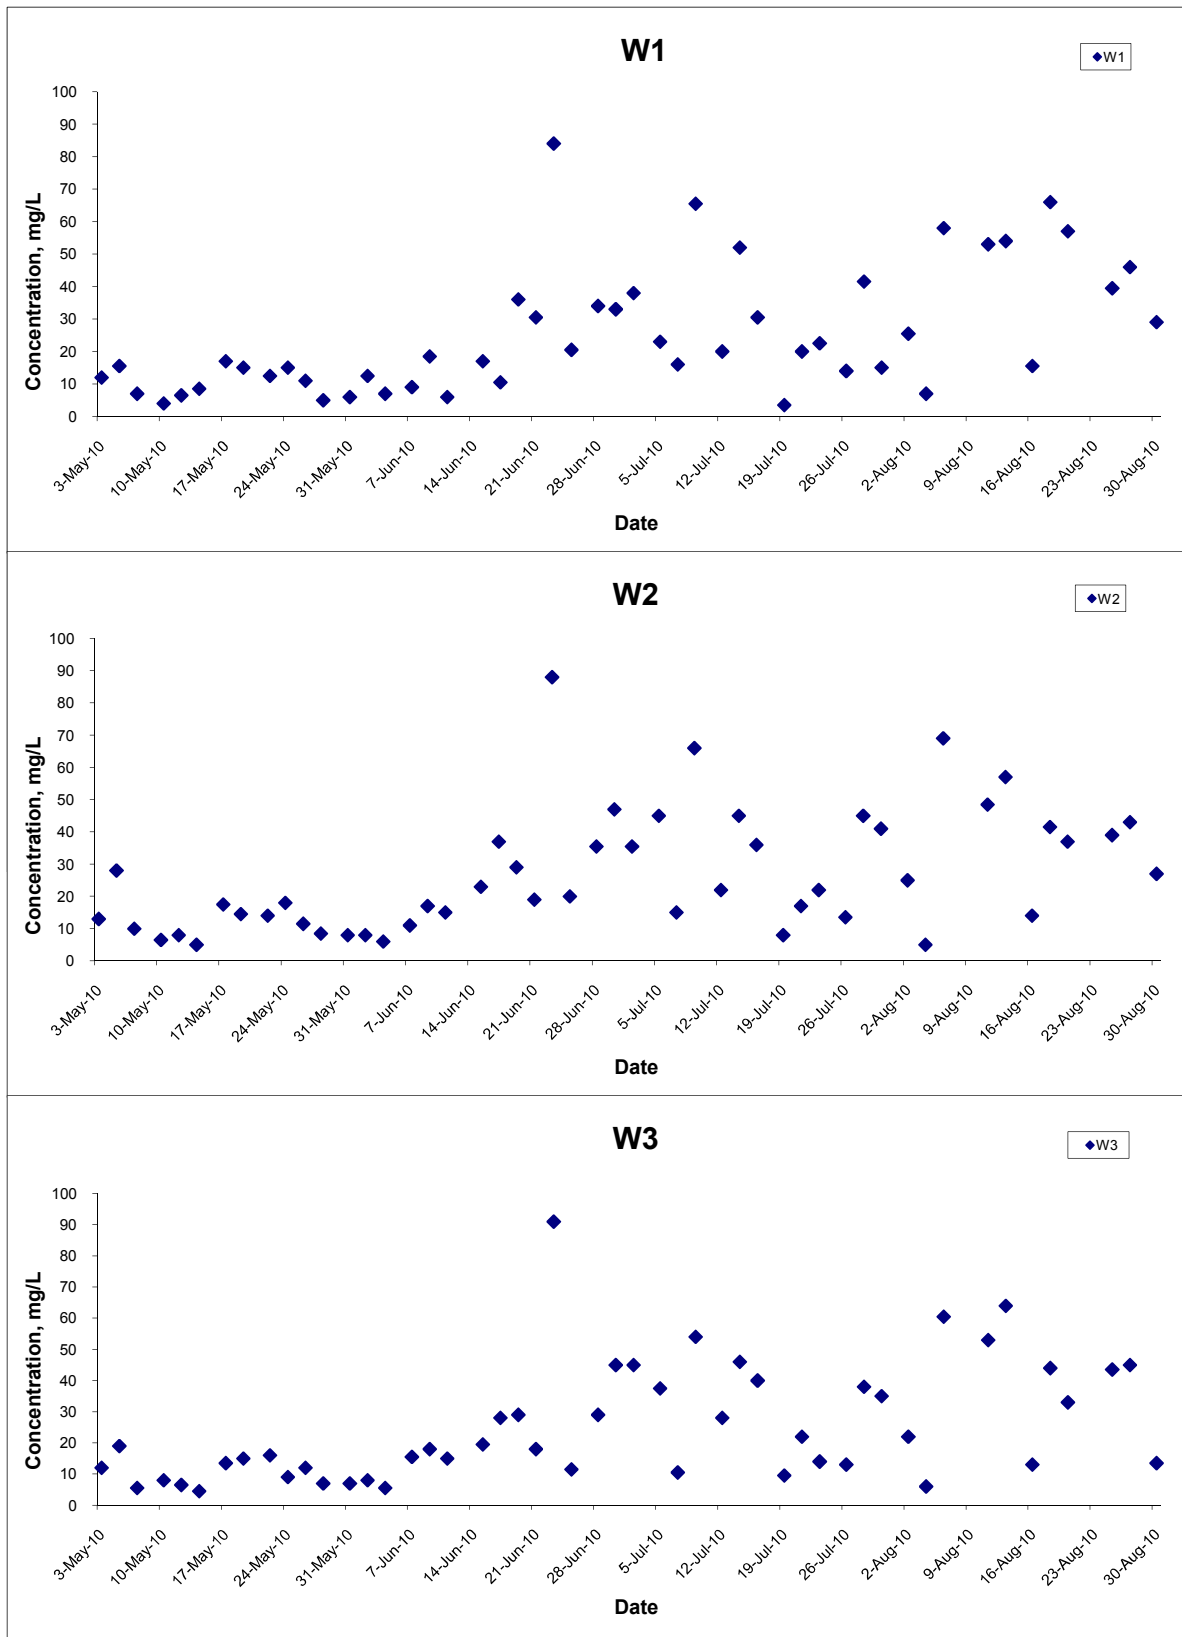 W1
W1
100
90
80
70
60
50
40
30
20
10
0
Concentration, mg/L
3-May-10
10-May-10
17-May-10
24-May-10
31-May-10
7-Jun-10
14-Jun-10
21-Jun-10
28-Jun-10
5-Jul-10
12-Jul-10
19-Jul-10
26-Jul-10
2-Aug-10
9-Aug-10
16-Aug-10
23-Aug-10
30-Aug-10
Date
W2
W2
100
90
80
70
60
50
40
30
20
10
0
Concentration, mg/L
3-May-10
10-May-10
17-May-10
24-May-10
31-May-10
7-Jun-10
14-Jun-10
21-Jun-10
28-Jun-10
5-Jul-10
12-Jul-10
19-Jul-10
26-Jul-10
2-Aug-10
9-Aug-10
16-Aug-10
23-Aug-10
30-Aug-10
Date
W3
W3
100
90
80
70
60
50
40
30
20
10
0
Concentration, mg/L
3-May-10
10-May-10
17-May-10
24-May-10
31-May-10
7-Jun-10
14-Jun-10
21-Jun-10
28-Jun-10
5-Jul-10
12-Jul-10
19-Jul-10
26-Jul-10
2-Aug-10
9-Aug-10
16-Aug-10
23-Aug-10
30-Aug-10
Date